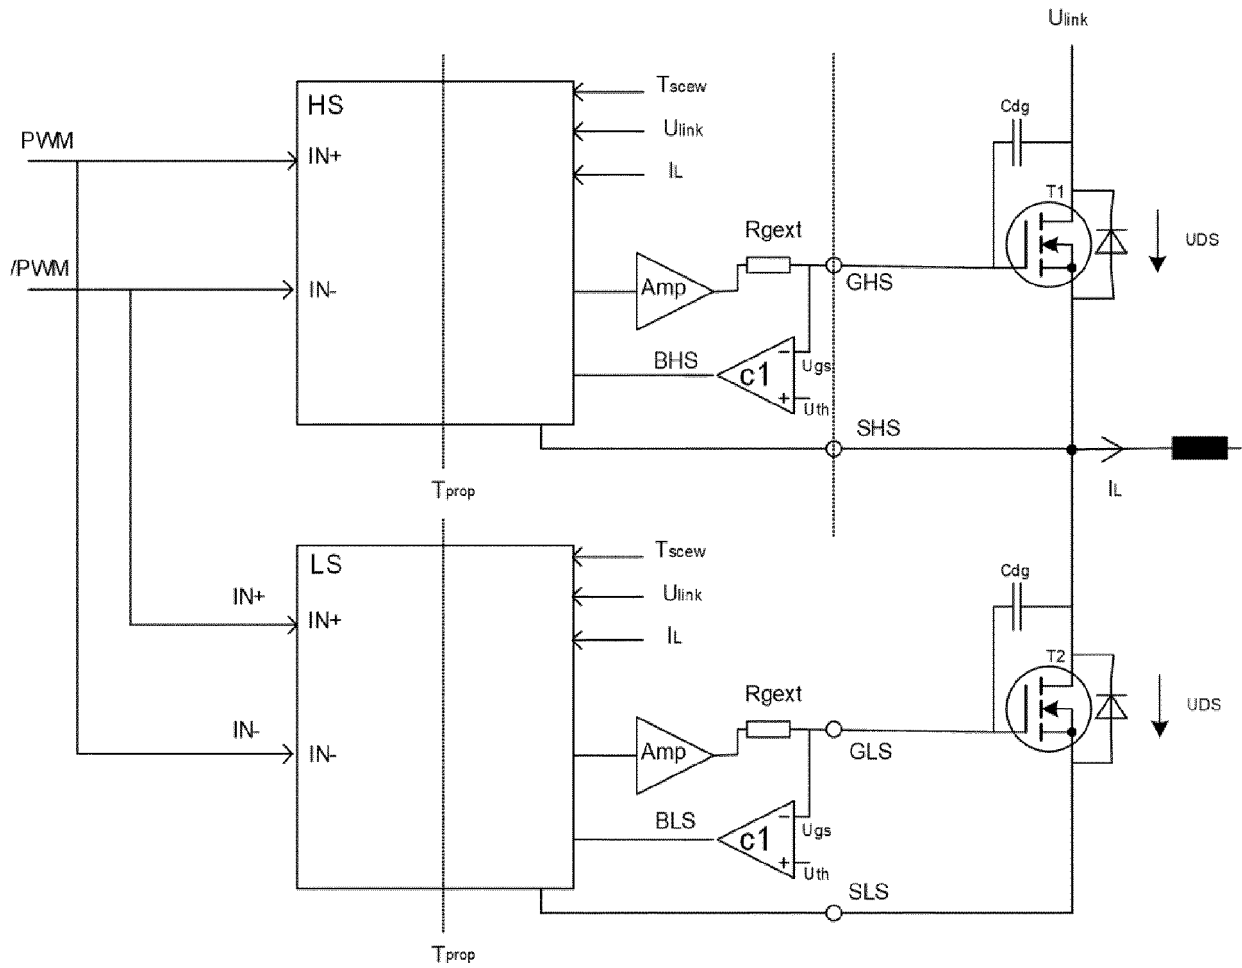 Ulink
HS
Tscew
Cdg
PWM
IN+
Ulink
IL
T1
Rgext
UDS
/PWM
IN-
Amp
GHS
BHS
c1
-
Ugs
+
Uth
SHS
Tprop
IL
LS
Tscew
Cdg
IN+
IN+
Ulink
IL
T2
Rgext
UDS
IN-
IN-
Amp
GLS
BLS
c1
-
Ugs
+
Uth
SLS
Tprop